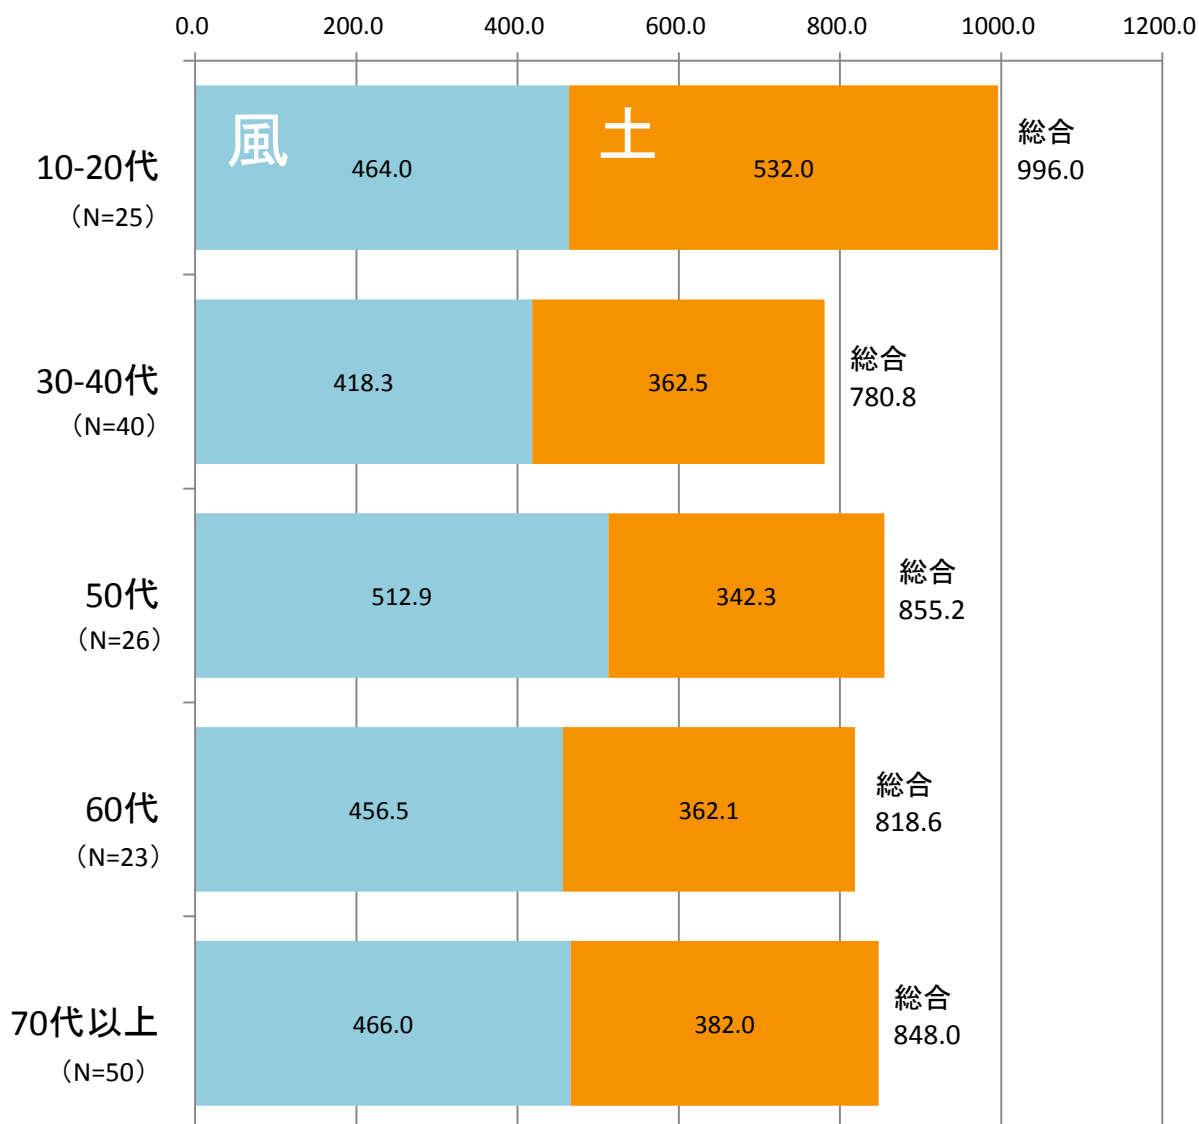 0.0 200.0 400.0 600.0 800.0 1000.0 1200.0
風 土
10-20代
（N=25）
464.0 532.0
総合
996.0
30-40代
（N=40）
418.3 362.5
総合
780.8
50代
（N=26）
512.9 342.3
総合
855.2
60代
（N=23）
456.5 362.1
総合
818.6
70代以上
（N=50）
466.0 382.0
総合
848.0